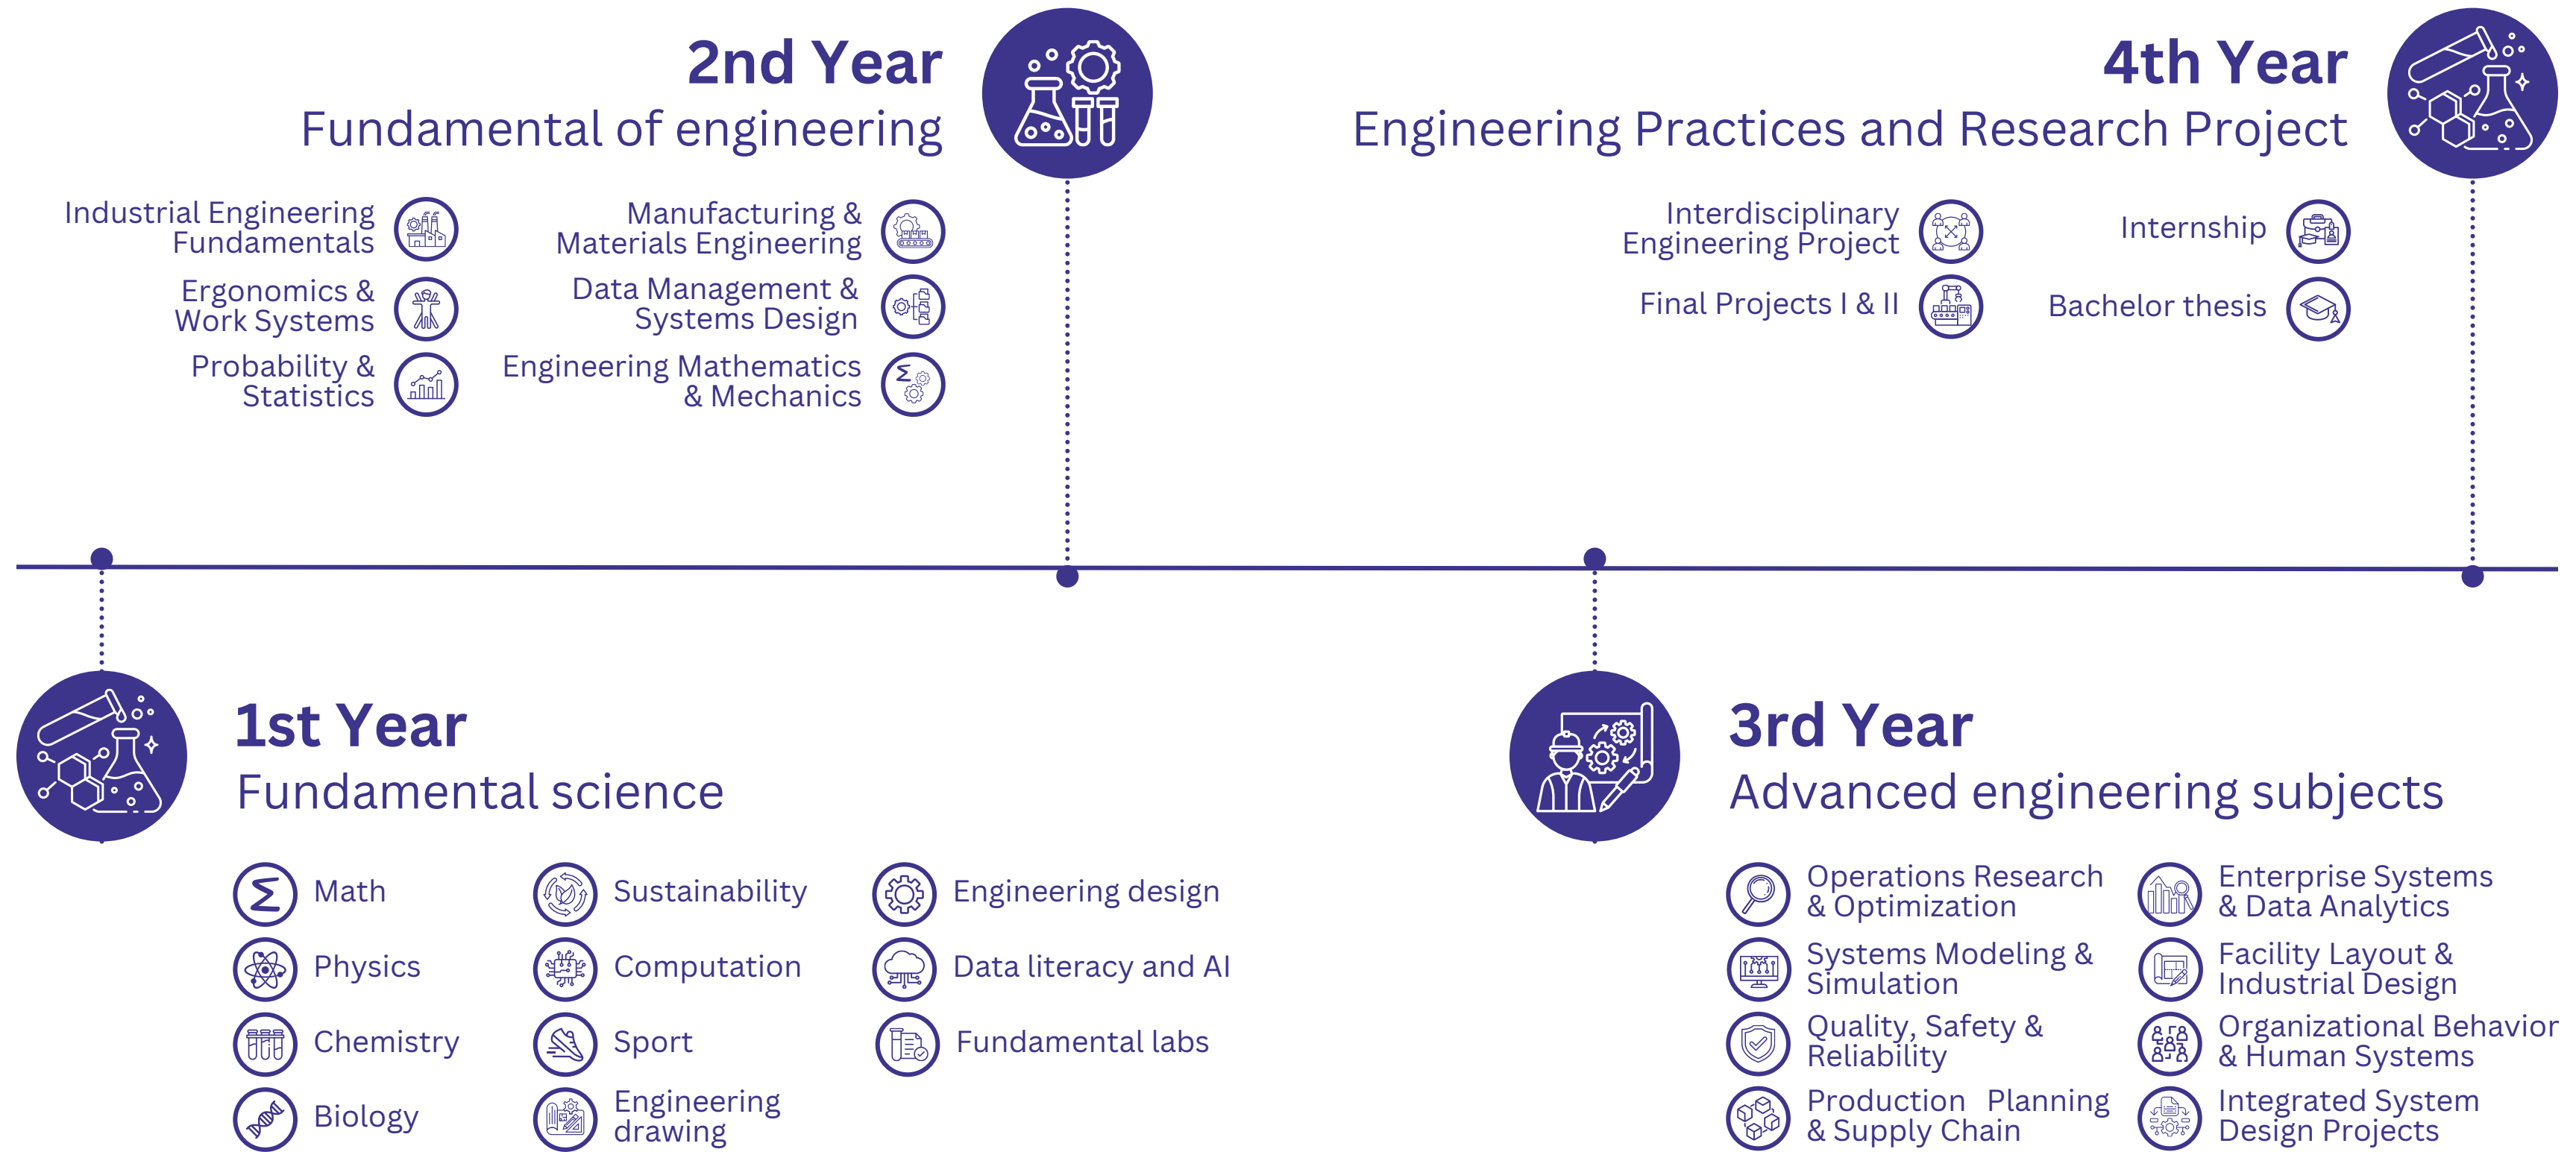 2nd Year
Fundamental of engineering
Industrial Engineering
Fundamentals
Ergonomics &
Work Systems
Probability &
Statistics
Manufacturing &
Materials Engineering
Data Management &
Systems Design
Engineering Mathematics
& Mechanics
4th Year
Engineering Practices and Research Project
Interdisciplinary
Engineering Project
Final Projects I & II
Internship
Bachelor thesis
1st Year
Fundamental science
Math
Physics
Chemistry
Biology
Sustainability
Computation
Sport
Engineering
drawing
Engineering design
Data literacy and AI
Fundamental labs
3rd Year
Advanced engineering subjects
Operations Research
& Optimization
Systems Modeling &
Simulation
Quality, Safety &
Reliability
Production Planning
& Supply Chain
Enterprise Systems
& Data Analytics
Facility Layout &
Industrial Design
Organizational Behavior
& Human Systems
Integrated System
Design Projects